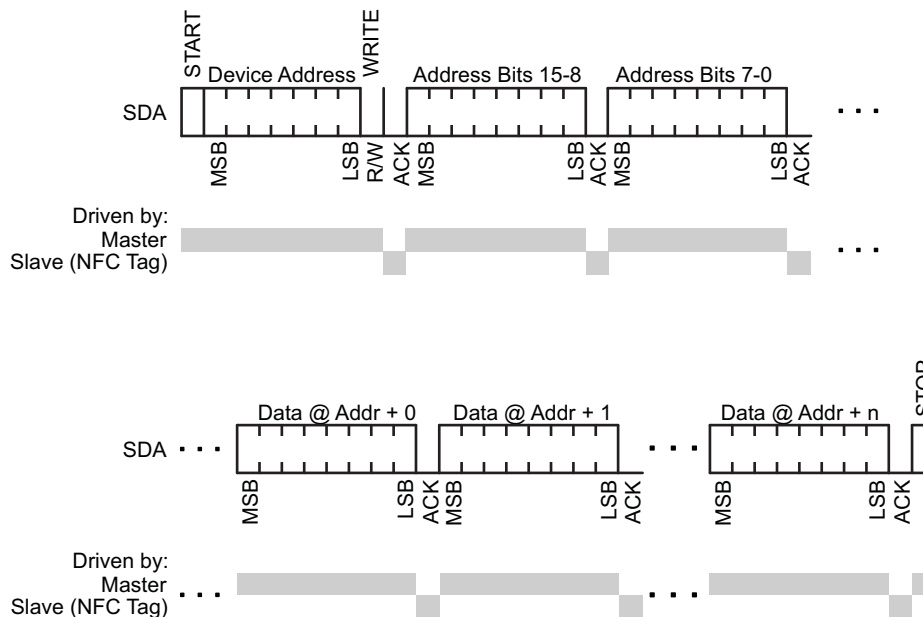 START
WRITE
Device Address
Address Bits 15-8
Address Bits 7-0
SDA
MSB
LSB
R/W
ACK
MSB
LSB
ACK
MSB
LSB
ACK
Driven by:
Master
Slave (NFC Tag)
STOP
Data @ Addr + 0
Data @ Addr + 1
Data @ Addr + n
SDA
MSB
LSB
ACK
MSB
LSB
ACK
MSB
LSB
ACK
Driven by:
Master
Slave (NFC Tag)